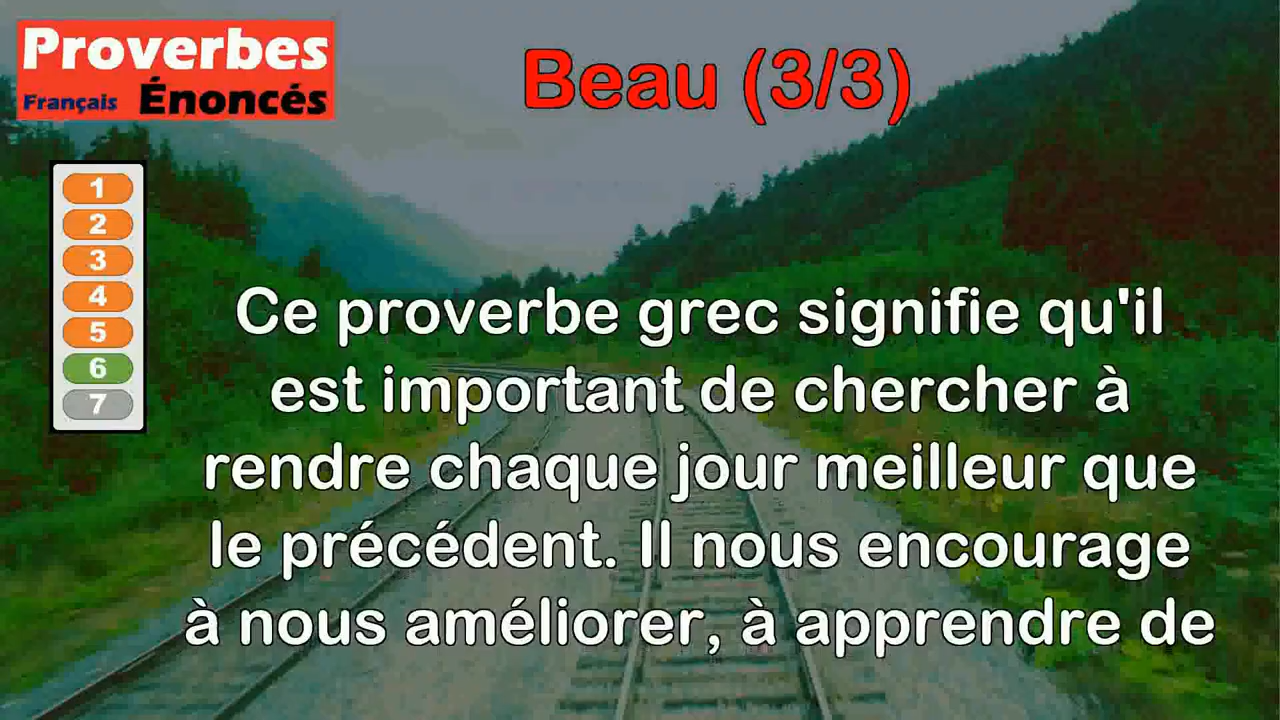 Proverbes
Français Énoncés
Beau (3/3)
1
2
3
4
5
6
7
Ce proverbe grec signifie qu'il
est important de chercher à
rendre chaque jour meilleur que
le précédent. Il nous encourage
à nous améliorer, à apprendre de